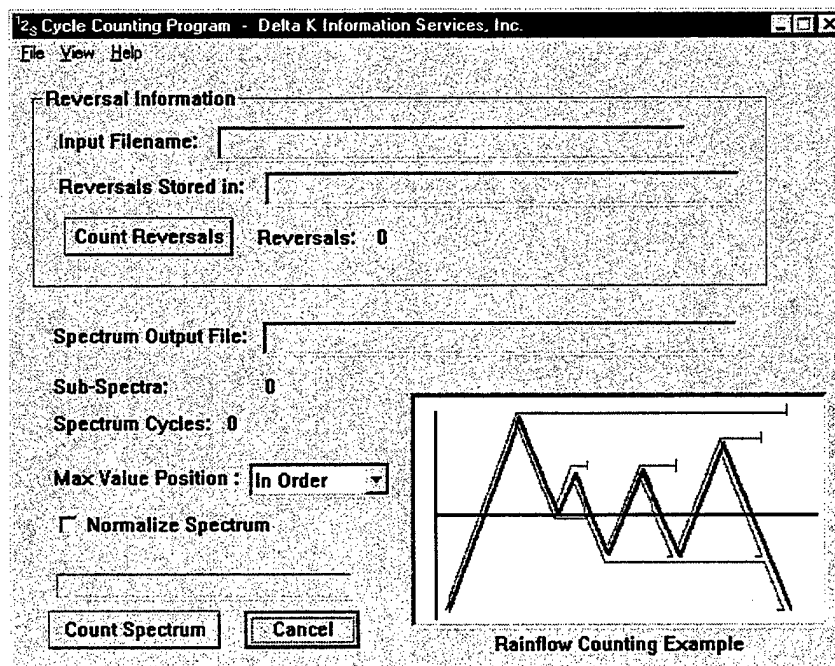 123 Cycle Counting Program - Delta K Information Services, Inc.
File View Help
Reversal Information
Input Filename:
Reversals Stored in:
Count Reversals Reversals: 0
Spectrum Output File:
Sub-Spectra: 0
Spectrum Cycles: 0
Max Value Position : In Order
Normalize Spectrum
Count Spectrum Cancel
Rainflow Counting Example